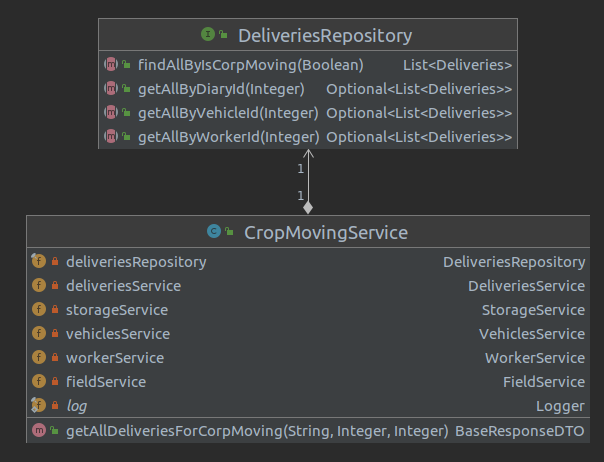 DeliveriesRepository
findAllByIsCorpMoving(Boolean) List<Deliveries>
getAllByDiaryId(Integer) Optional<List<Deliveries>>
getAllByVehicleId(Integer) Optional<List<Deliveries>>
getAllByWorkerId(Integer) Optional<List<Deliveries>>
1
1
CropMovingService
deliveriesRepository DeliveriesRepository
deliveriesService DeliveriesService
storageService StorageService
vehiclesService VehiclesService
workerService WorkerService
fieldService FieldService
log Logger
getAllDeliveriesForCorpMoving(String, Integer, Integer) BaseResponseDTO